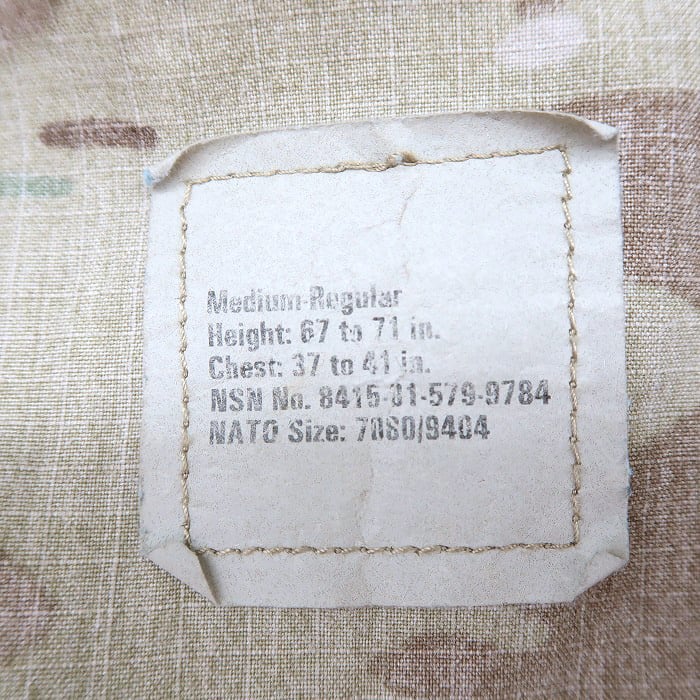 Medium-Regular
Height: 67 to 71 in.
Chest: 37 to 41 in.
NSN No. 8415-01-579-9784
NATO Size: 7080/9404